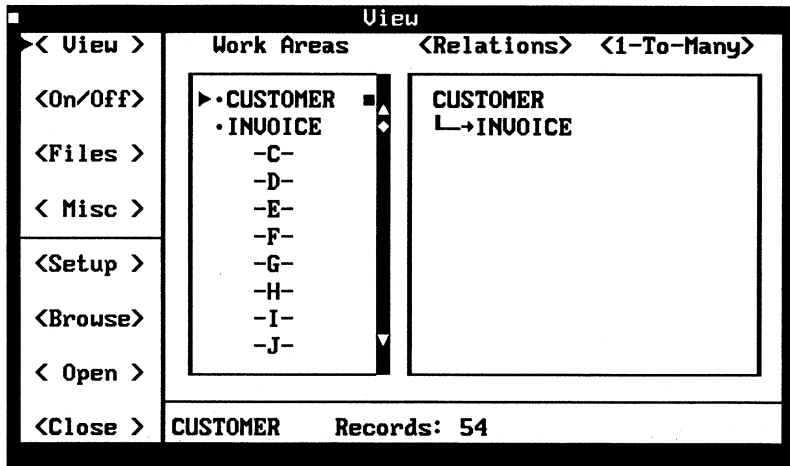 View
< View > Work Areas <Relations> <1-To-Many>
<On/Off> ►·CUSTOMER CUSTOMER
·INVOICE └─→INVOICE
<Files > -C-
-D-
< Misc > -E-
-F-
<Setup > -G-
-H-
<Browse> -I-
-J-
< Open >
<Close > CUSTOMER Records: 54